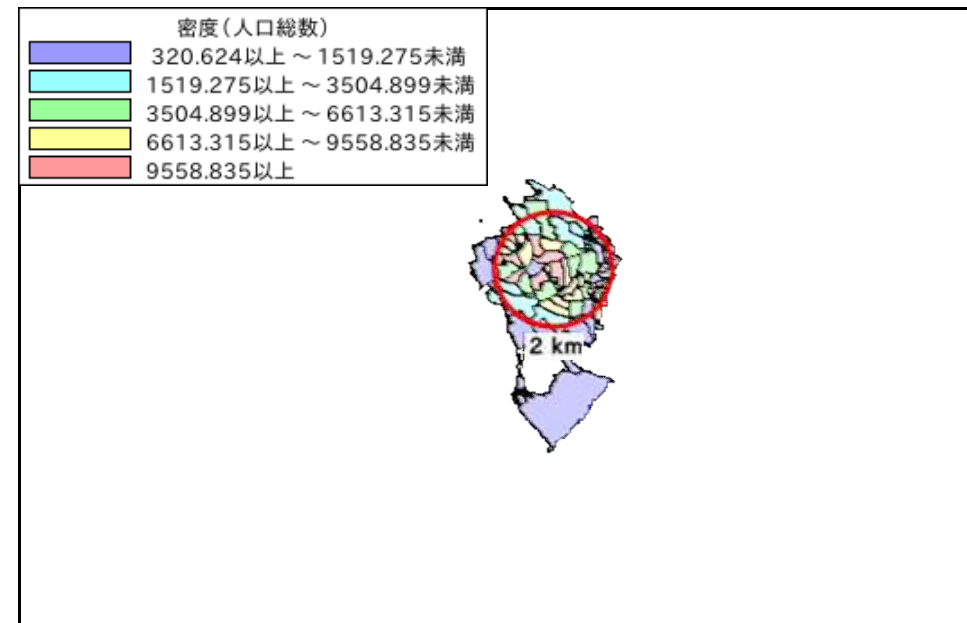 密度(人口総数)
320.624以上 ～ 1519.275未満
1519.275以上 ～ 3504.899未満
3504.899以上 ～ 6613.315未満
6613.315以上 ～ 9558.835未満
9558.835以上
2 km